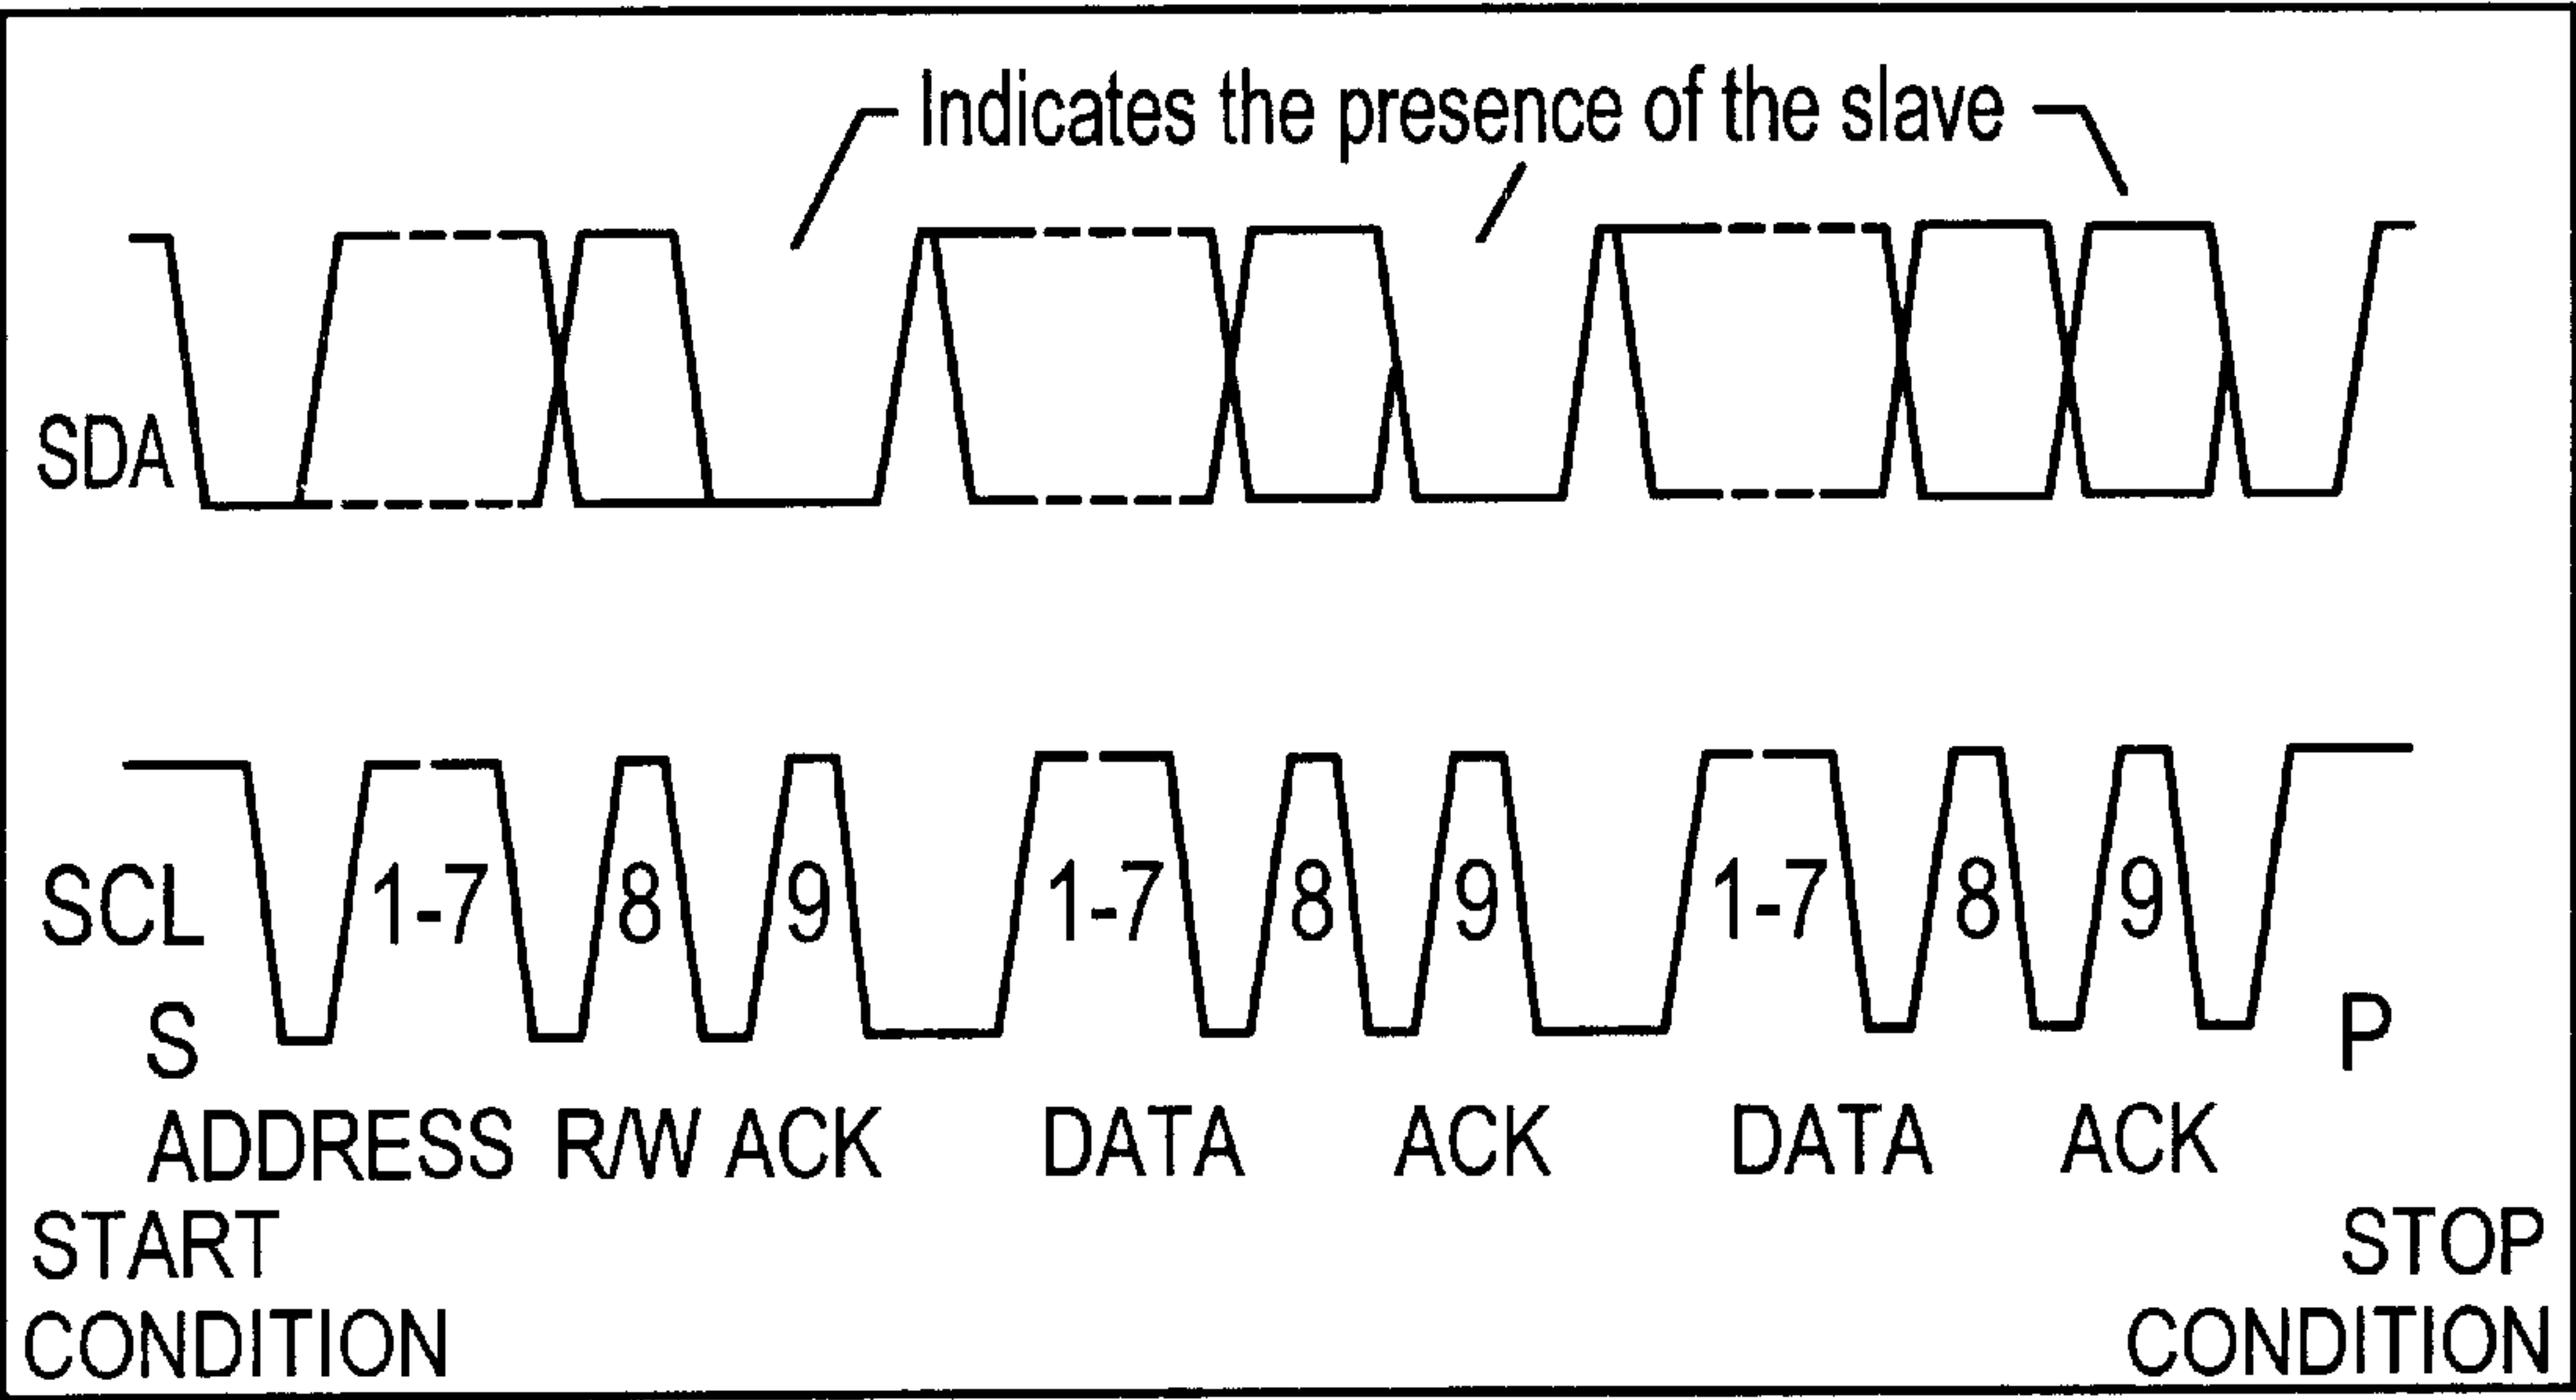 Indicates the presence of the slave
SDA
SCL 1-7 8 9 1-7 8 9 1-7 8 9
S P
ADDRESS R/W ACK DATA ACK DATA ACK
START STOP
CONDITION CONDITION